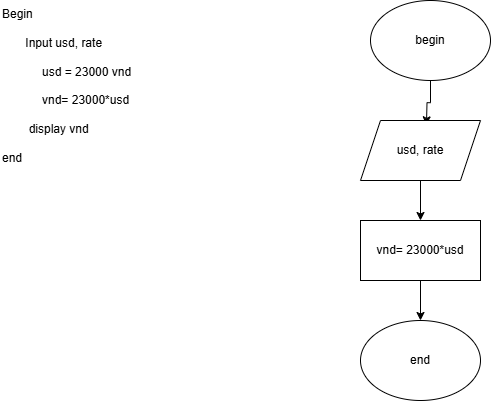 Begin
Input usd, rate
usd = 23000 vnd
vnd= 23000*usd
display vnd
end
begin
usd, rate
vnd= 23000*usd
end